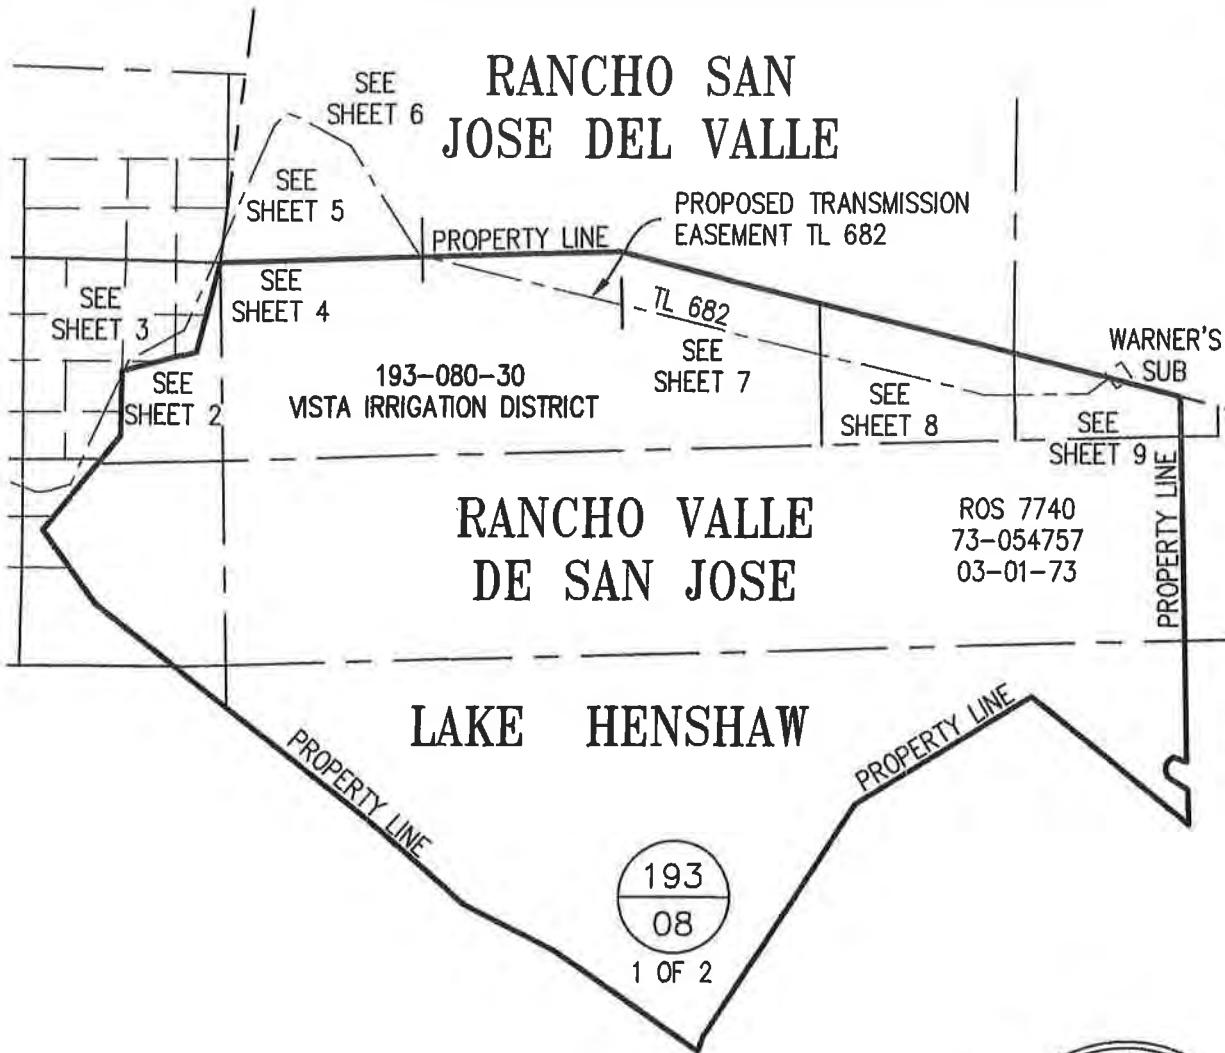 RANCHO SAN
JOSE DEL VALLE
SEE
SHEET 6
SEE
SHEET 5
PROPOSED TRANSMISSION
EASEMENT TL 682
PROPERTY LINE
SEE
SHEET 4
SEE
SHEET 3
TL 682
SEE
SHEET 7
WARNER'S
SUB
193-080-30
VISTA IRRIGATION DISTRICT
SEE
SHEET 2
SEE
SHEET 8
SEE
SHEET 9
PROPERTY LINE
RANCHO VALLE
DE SAN JOSE
ROS 7740
73-054757
03-01-73
LAKE HENSHAW
PROPERTY LINE
PROPERTY LINE
193
08
1 OF 2